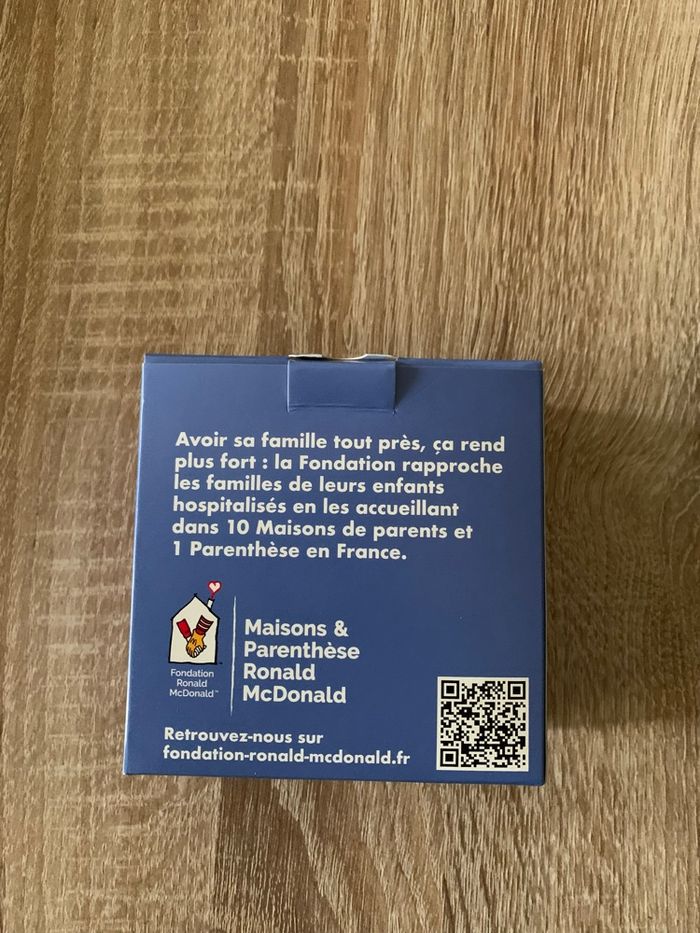 Avoir sa famille tout près, ça rend
plus fort : la Fondation rapproche
les familles de leurs enfants
hospitalisés en les accueillant
dans 10 Maisons de parents et
1 Parenthèse en France.
Fondation
Ronald
McDonald™
Maisons &
Parenthèse
Ronald
McDonald
Retrouvez-nous sur
fondation-ronald-mcdonald.fr